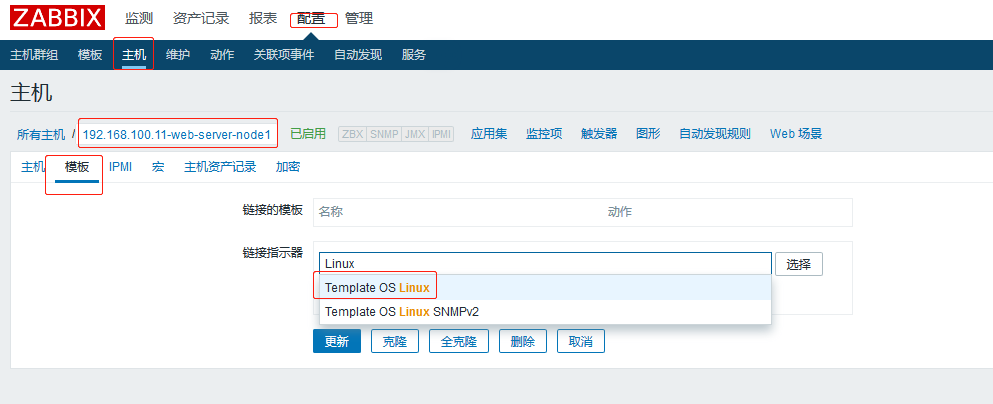 ZABBIX 监测 资产记录 报表 配置 管理
主机群组 模板 主机 维护 动作 关联项事件 自动发现 服务
主机
所有主机 / 192.168.100.11-web-server-node1 已启用 ZBX SNMP JMX IPMI 应用集 监控项 触发器 图形 自动发现规则 Web 场景
主机 模板 IPMI 宏 主机资产记录 加密
链接的模板 名称 动作
链接指示器
Linux 选择
Template OS Linux
Template OS Linux SNMPv2
更新 克隆 全克隆 删除 取消